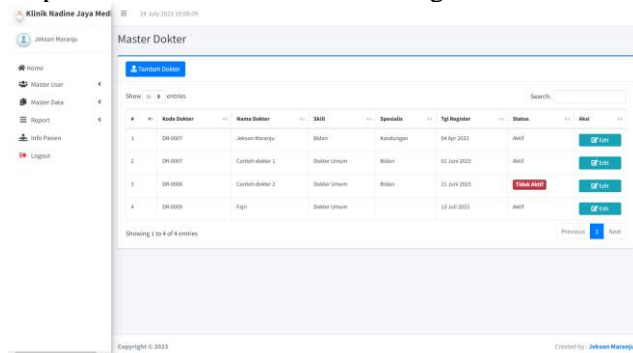 Klinik Nadine Jaya Medi
24 July 2023
Jekson Maranju
Master Dokter
Home
Master User
Master Data
Report
Info Pasien
Logout
Tambah Dokter
Show entries
Search:
# Kode Dokter Nama Dokter Skill Spesialis Tgl Register Status Aksi
1 DR-0007 Jekson Maranju Bidan Kandungan 04 Apr 2023 Aktif Edit
2 DR-0007 Contoh dokter 1 Dokter Umum Bidan 01 Juni 2023 Aktif Edit
3 DR-0008 Contoh dokter 2 Dokter Umum Bidan 21 Juni 2023 Tidak Aktif Edit
4 DR-0009 Fajri Dokter Umum 13 Juli 2023 Aktif Edit
Showing 1 to 4 of 4 entries
Previous 1 Next
Copyright © 2023
Created by : Jekson Maranju